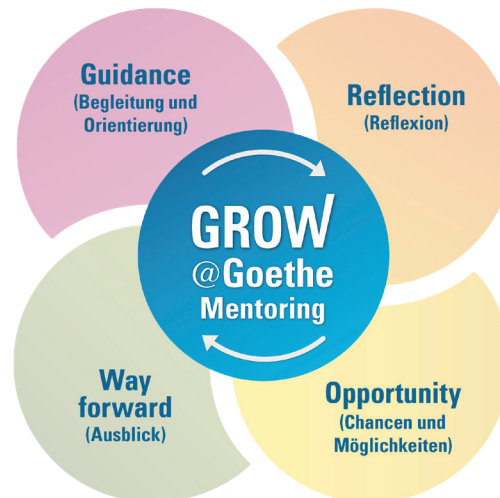 Guidance
(Begleitung und
Orientierung)
Reflection
(Reflexion)
GROW
@Goethe
Mentoring
Way
forward
(Ausblick)
Opportunity
(Chancen und
Möglichkeiten)